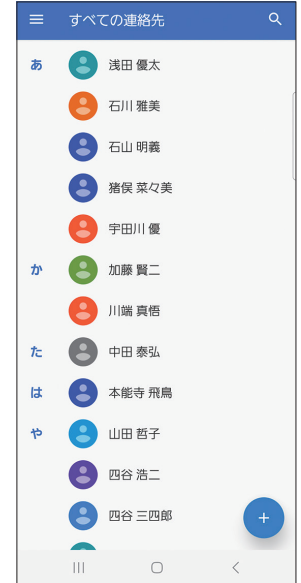 すべての連絡先
あ 浅田 優太
石川 雅美
石山 明義
猪俣 菜々美
宇田川 優
か 加藤 賢二
川端 真悟
た 中田 泰弘
は 本能寺 飛鳥
や 山田 哲子
四谷 浩二
四谷 三四郎